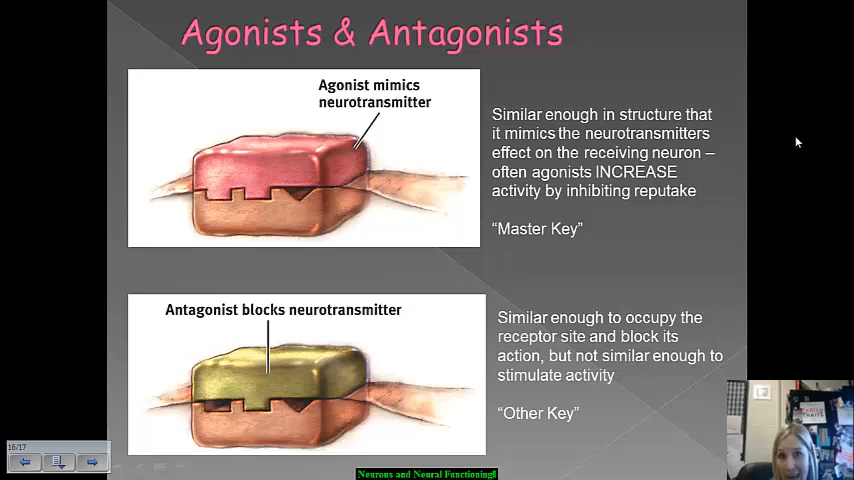 Agonists & Antagonists
Agonist mimics
neurotransmitter
Similar enough in structure that
it mimics the neurotransmitters
effect on the receiving neuron –
often agonists INCREASE
activity by inhibiting reputake
“Master Key”
Antagonist blocks neurotransmitter
Similar enough to occupy the
receptor site and block its
action, but not similar enough to
stimulate activity
“Other Key”
16/17
Neurons and Neural Functioning
TRAITS